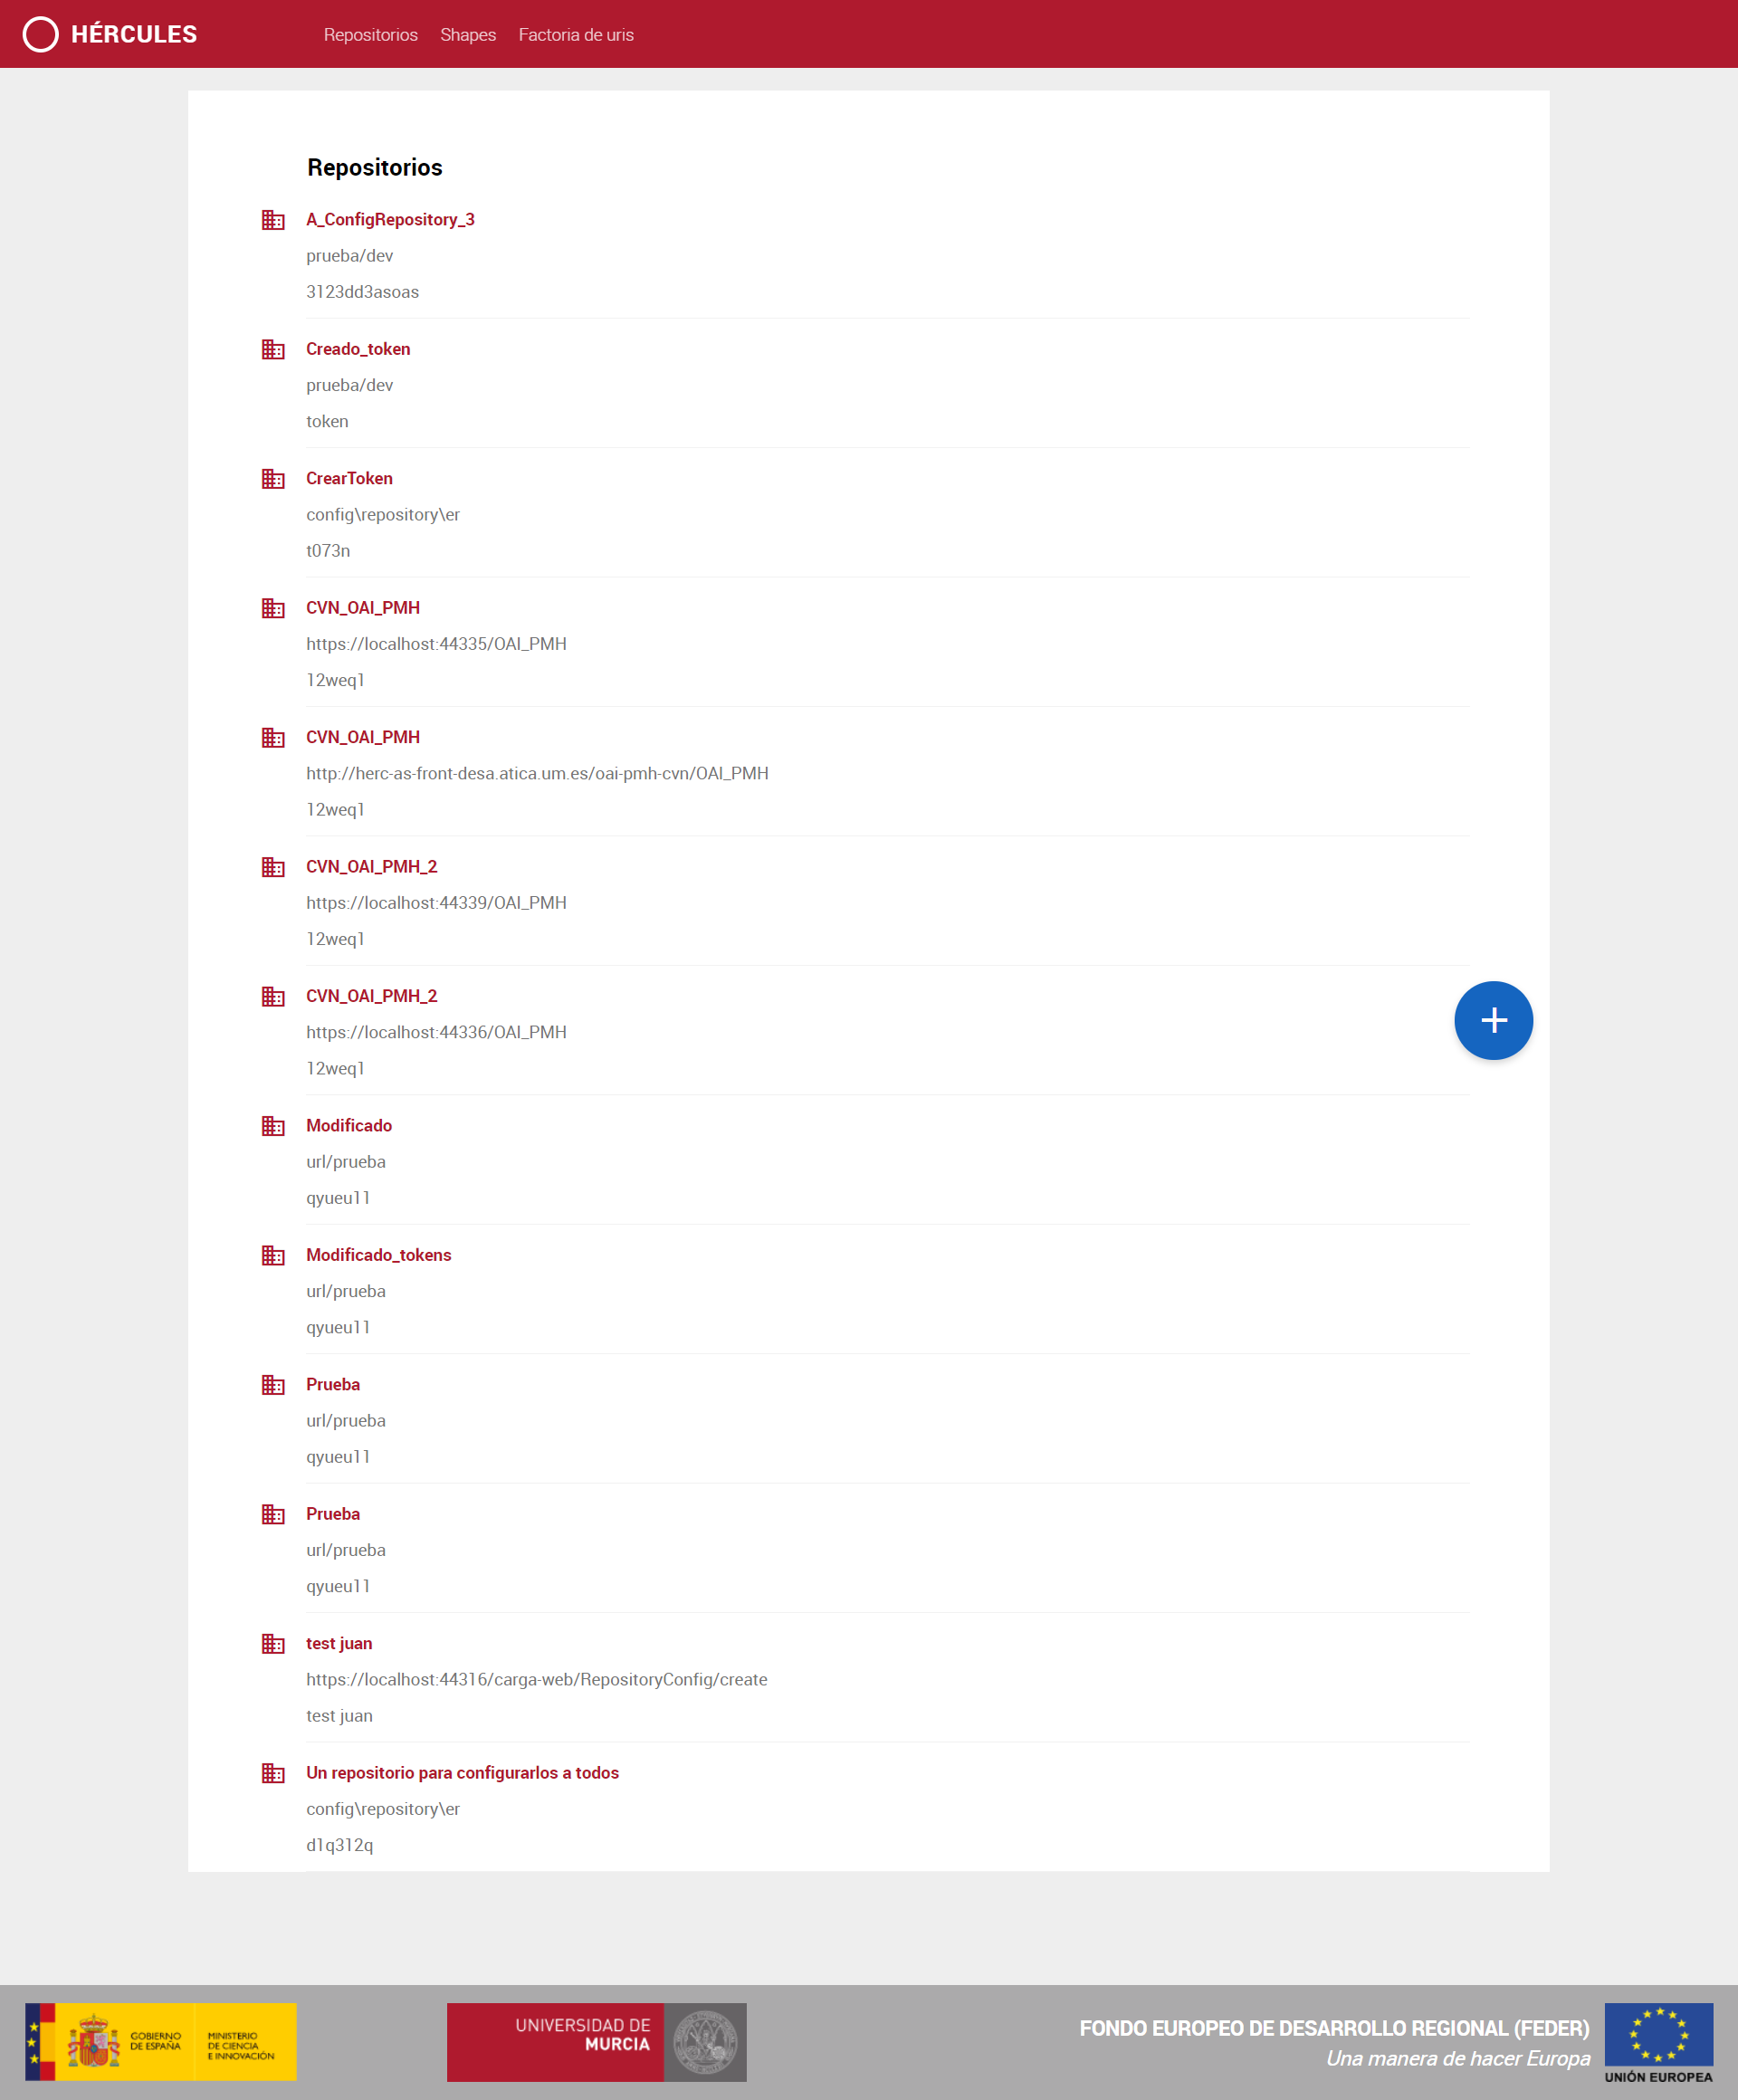 HÉRCULES
Repositorios Shapes Factoria de uris
Repositorios
A_ConfigRepository_3
prueba/dev
3123dd3asoas
Creado_token
prueba/dev
token
CrearToken
config\repository\er
t073n
CVN_OAI_PMH
https://localhost:44335/OAI_PMH
12weq1
CVN_OAI_PMH
http://herc-as-front-desa.atica.um.es/oai-pmh-cvn/OAI_PMH
12weq1
CVN_OAI_PMH_2
https://localhost:44339/OAI_PMH
12weq1
CVN_OAI_PMH_2
https://localhost:44336/OAI_PMH
12weq1
Modificado
url/prueba
qyueu11
Modificado_tokens
url/prueba
qyueu11
Prueba
url/prueba
qyueu11
Prueba
url/prueba
qyueu11
test juan
https://localhost:44316/carga-web/RepositoryConfig/create
test juan
Un repositorio para configurarlos a todos
config\repository\er
d1q312q
GOBIERNO
DE ESPAÑA
MINISTERIO
DE CIENCIA
E INNOVACIÓN
UNIVERSIDAD DE
MURCIA
FONDO EUROPEO DE DESARROLLO REGIONAL (FEDER)
Una manera de hacer Europa
UNIÓN EUROPEA